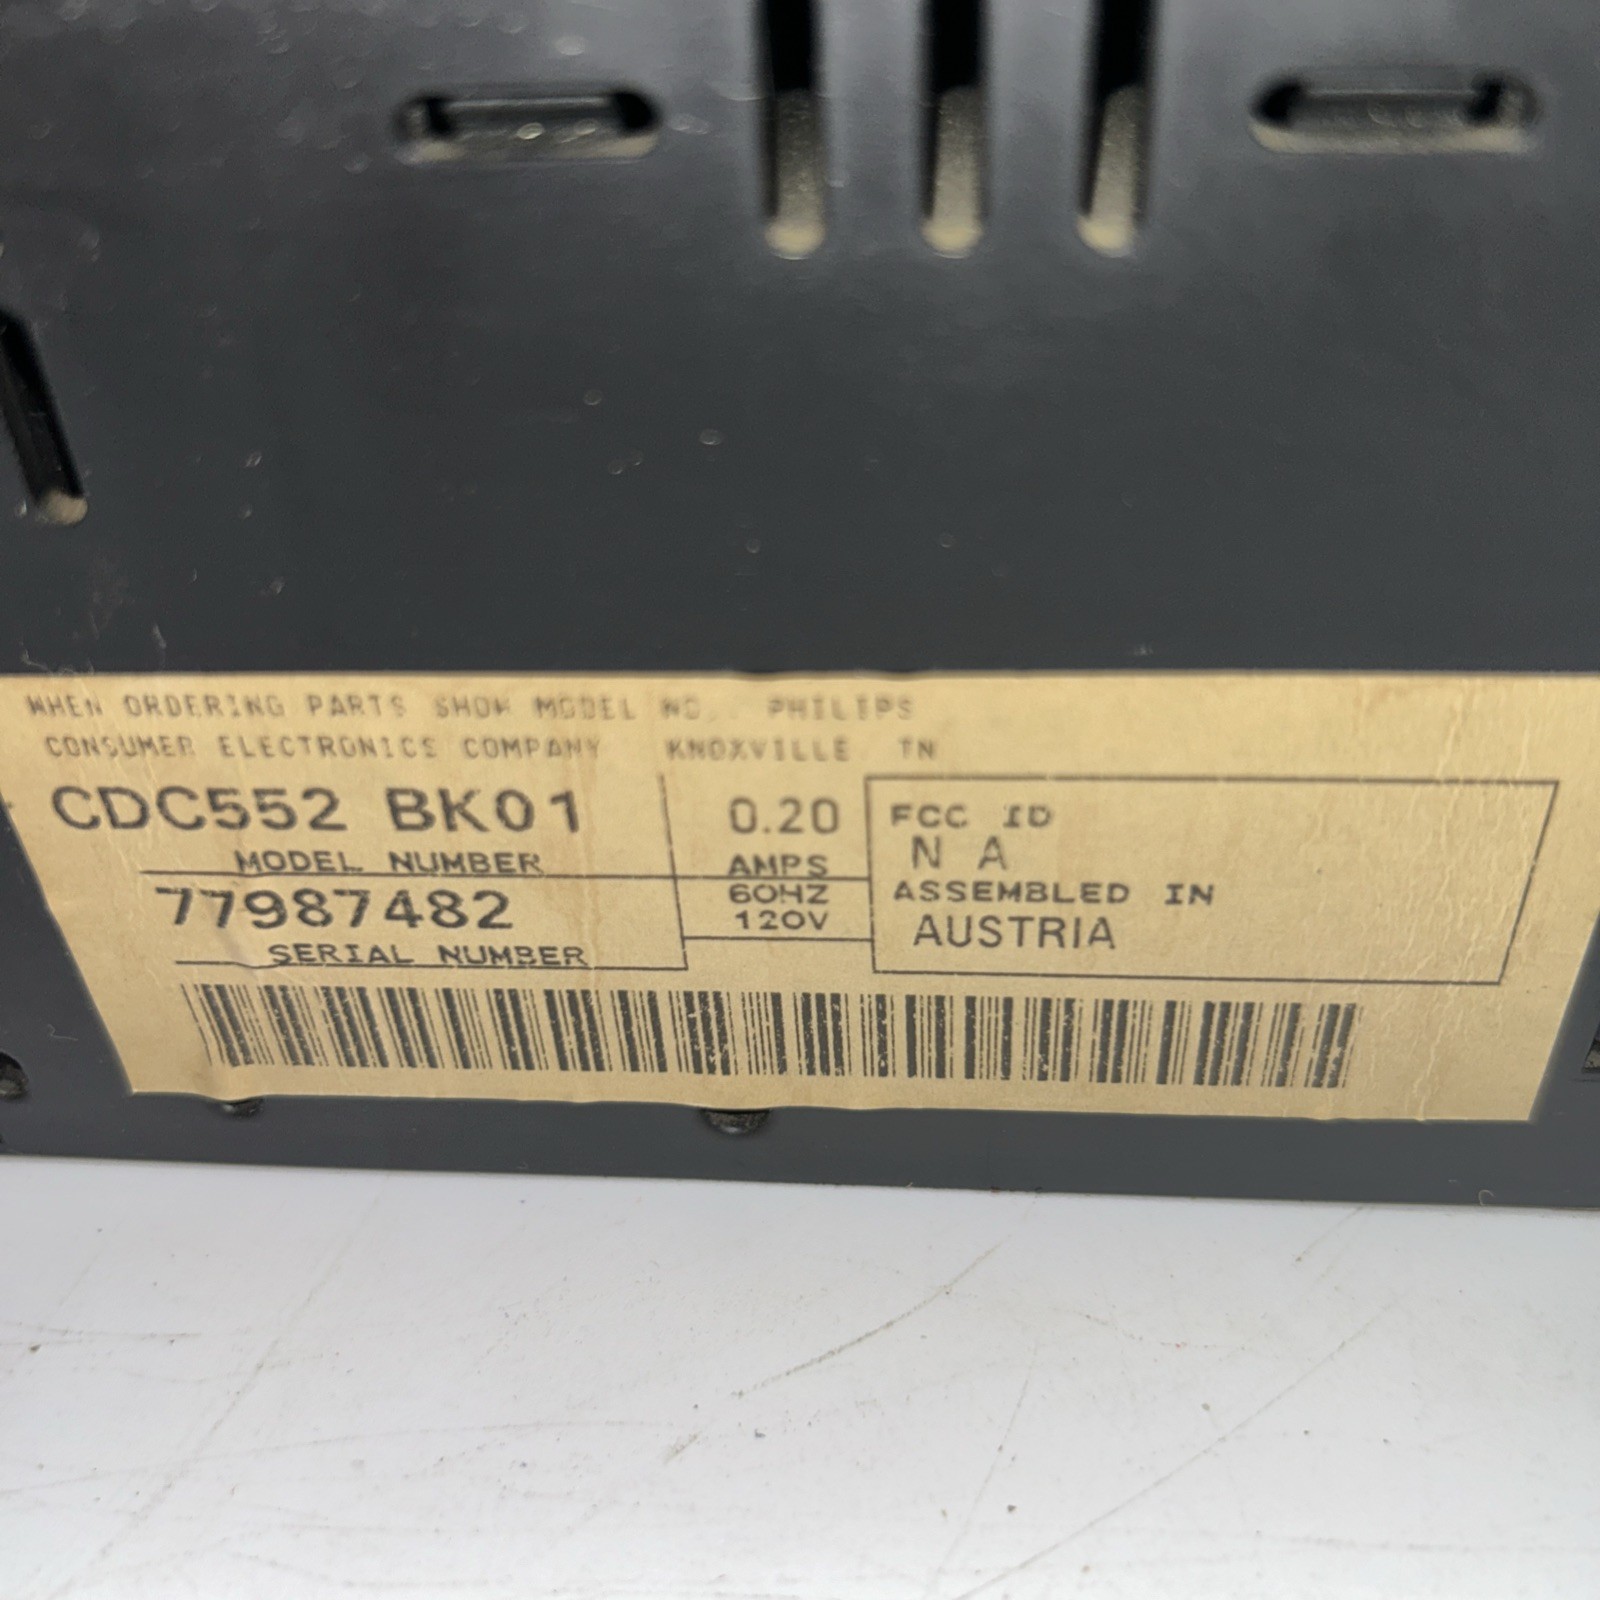 WHEN ORDERING PARTS SHOW MODEL NO.. PHILIPS
CONSUMER ELECTRONICS COMPANY KNOXVILLE TN
CDC552 BK01
MODEL NUMBER
77987482
SERIAL NUMBER
0.20
AMPS
60HZ
120V
FCC ID
N A
ASSEMBLED IN
AUSTRIA